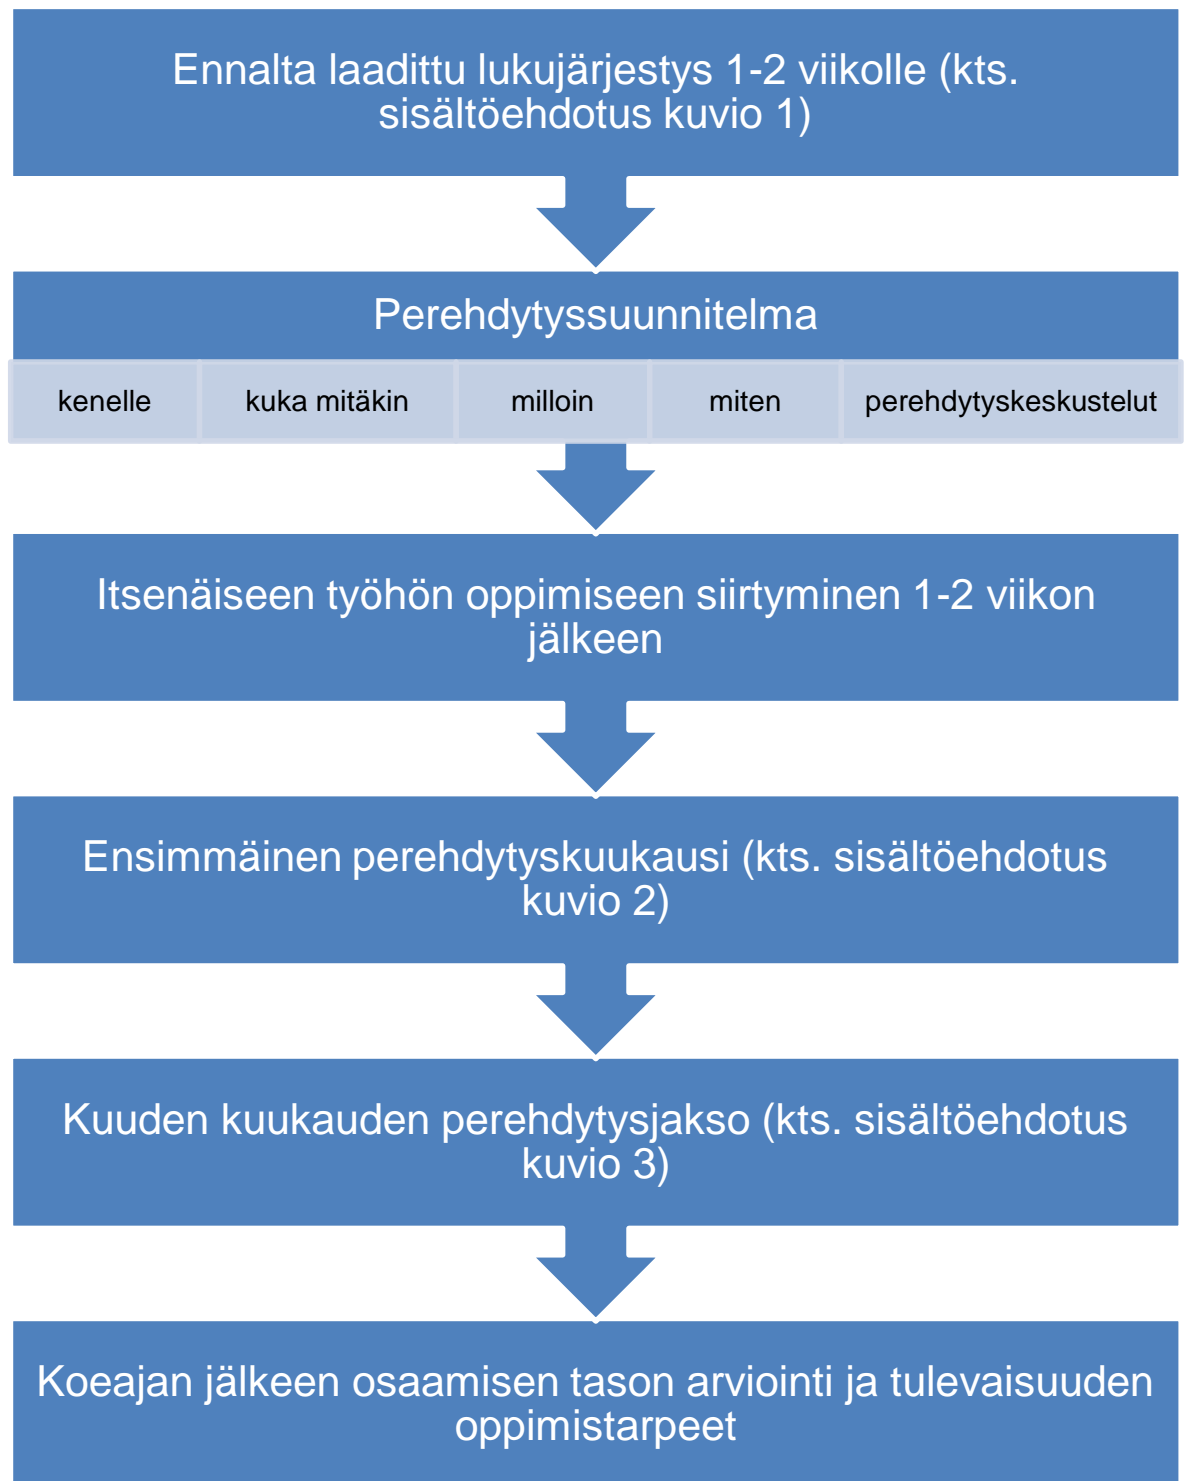 Ennalta laadittu lukujärjestys 1-2 viikolle (kts.
sisältöehdotus kuvio 1)
Perehdytyssuunnitelma
kenelle kuka mitäkin milloin miten perehdytyskeskustelut
Itsenäiseen työhön oppimiseen siirtyminen 1-2 viikon
jälkeen
Ensimmäinen perehdytyskuukausi (kts. sisältöehdotus
kuvio 2)
Kuuden kuukauden perehdytysjakso (kts. sisältöehdotus
kuvio 3)
Koeajan jälkeen osaamisen tason arviointi ja tulevaisuuden
oppimistarpeet